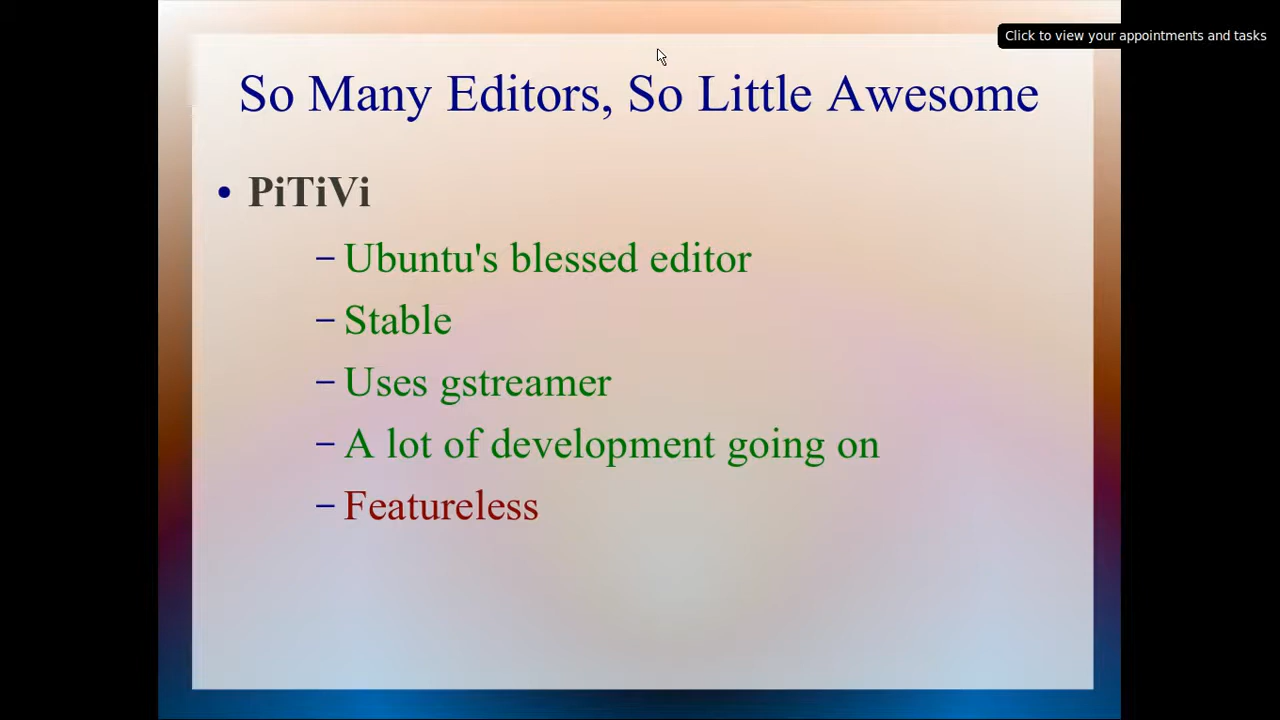 Click to view your appointments and tasks
So Many Editors, So Little Awesome
• PiTiVi
– Ubuntu's blessed editor
– Stable
– Uses gstreamer
– A lot of development going on
– Featureless